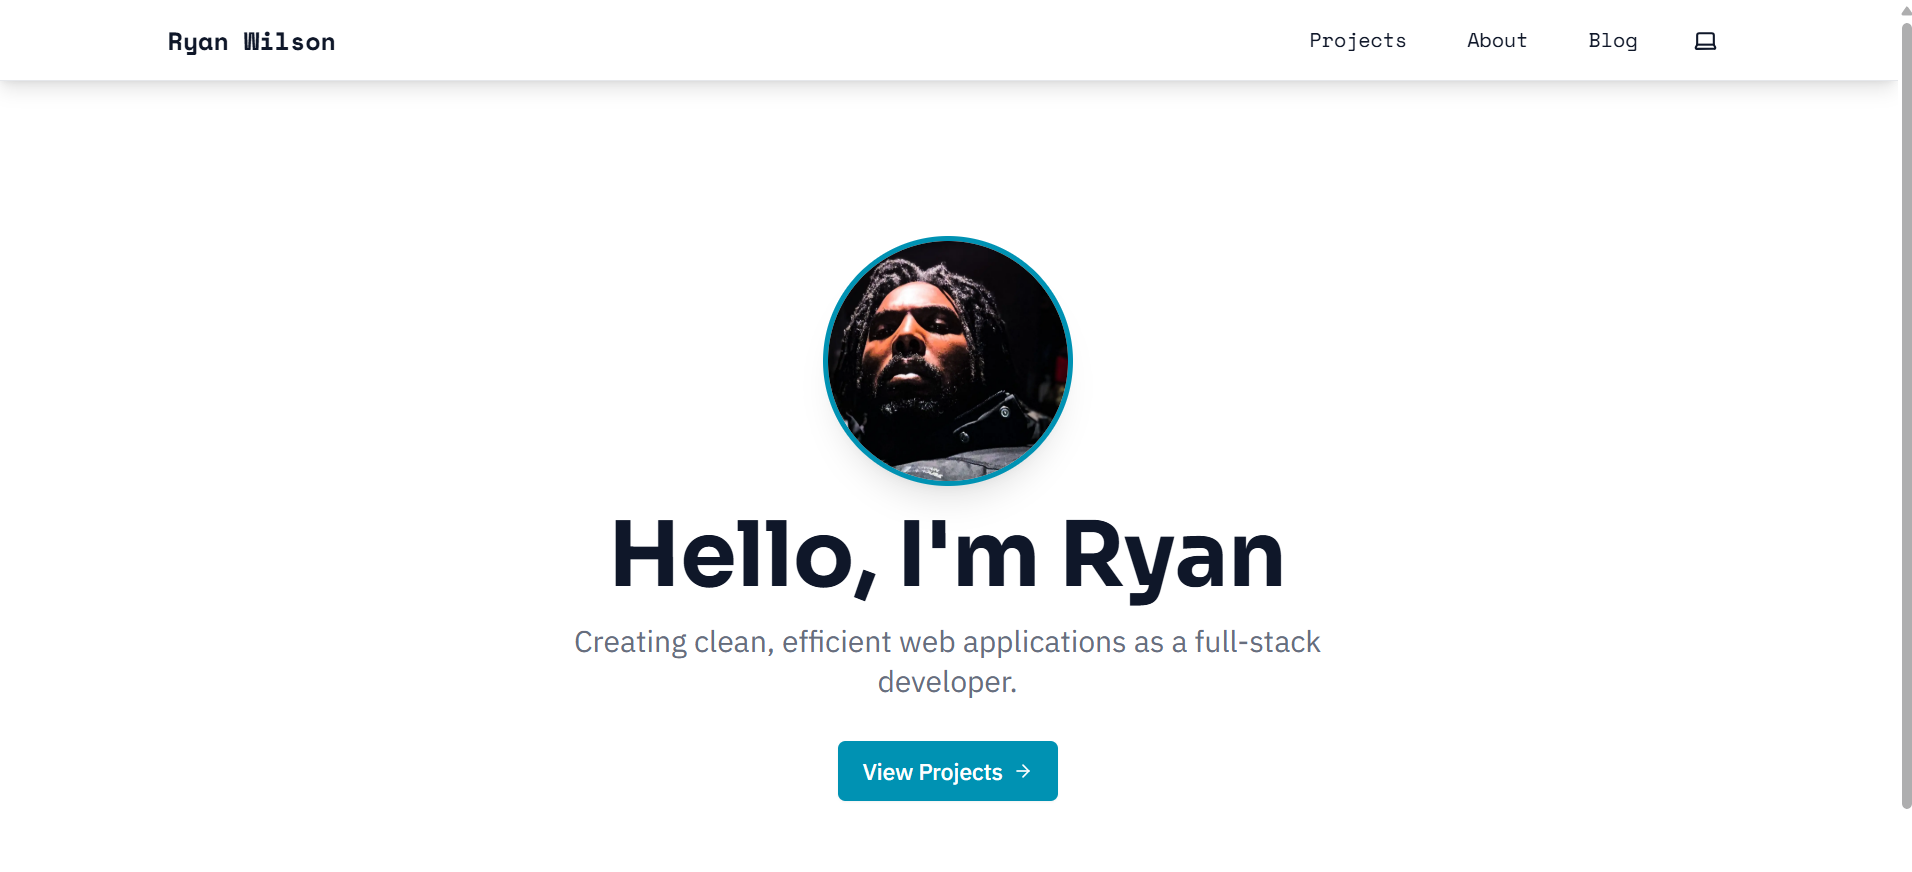 Ryan Wilson
Projects
About
Blog
Hello, I'm Ryan
Creating clean, efficient web applications as a full-stack
developer.
View Projects →